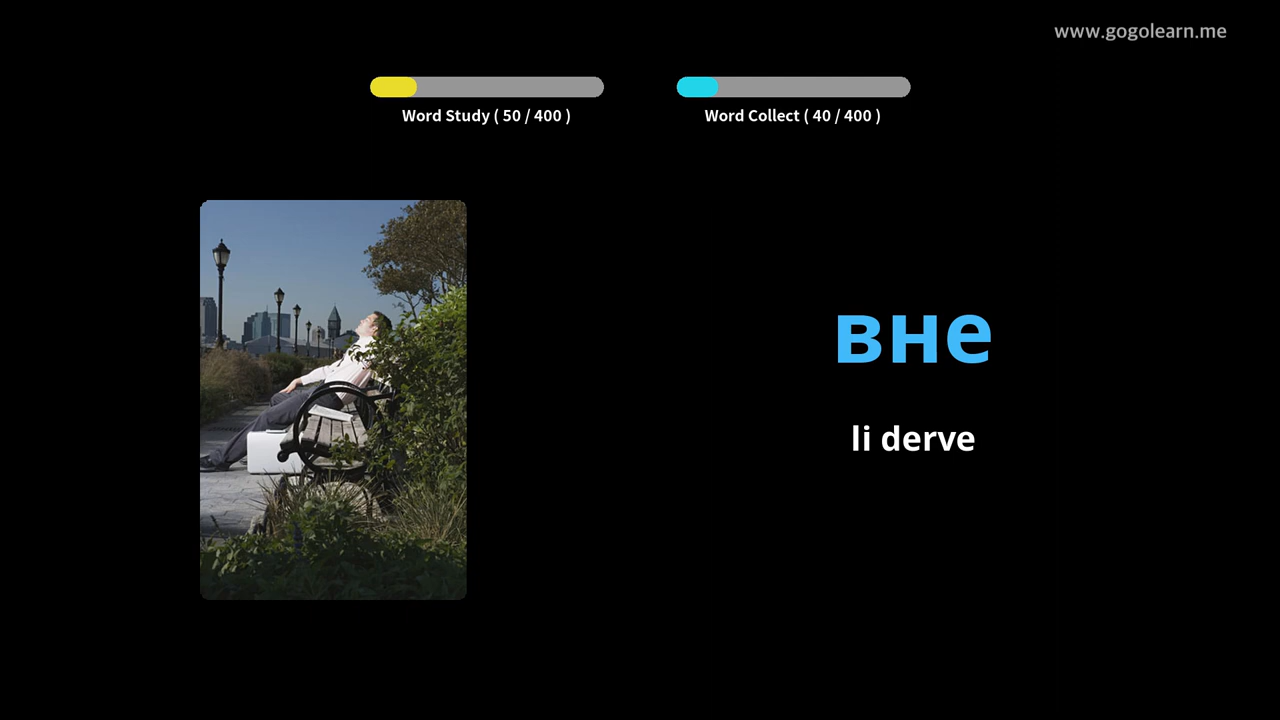 www.gogolearn.me
Word Study ( 50 / 400 )
Word Collect ( 40 / 400 )
вне
li derve